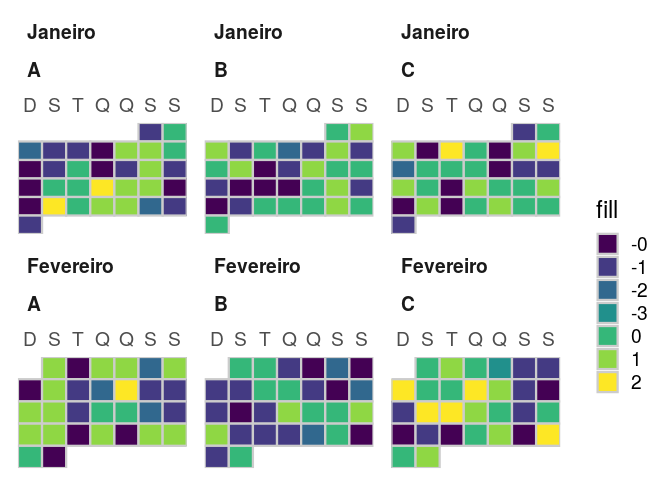 Janeiro Janeiro Janeiro
A B C
D S T Q Q S S D S T Q Q S S D S T Q Q S S
Fevereiro Fevereiro Fevereiro
A B C
D S T Q Q S S D S T Q Q S S D S T Q Q S S
fill
-0
-1
-2
-3
0
1
2